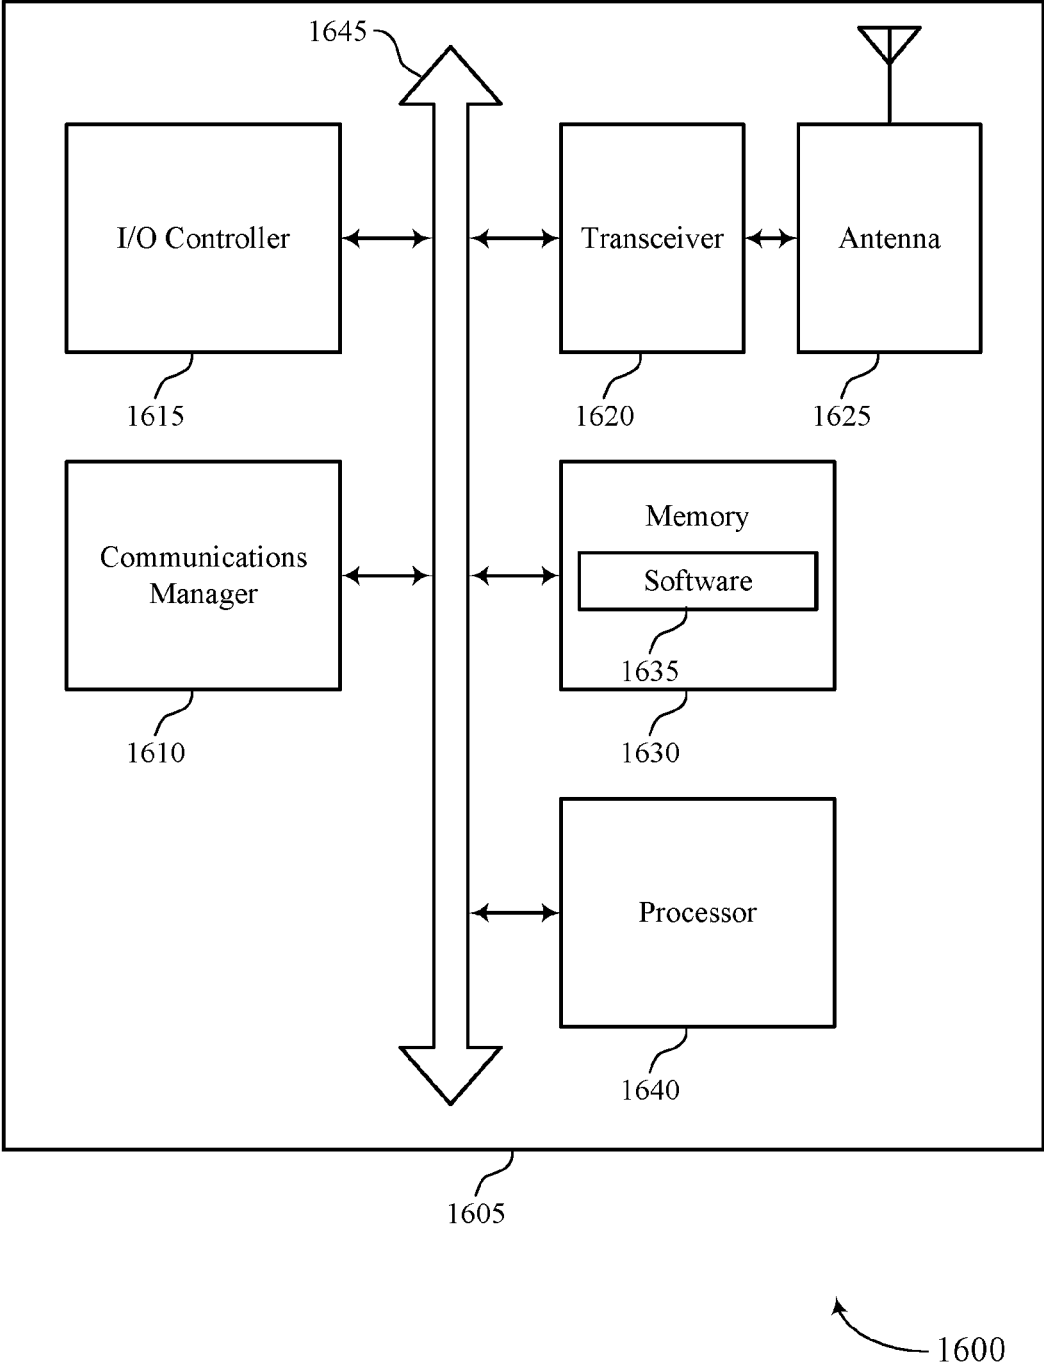 1645
I/O Controller
Transceiver
Antenna
1615
1620
1625
Communications
Manager
Memory
Software
1635
1610
1630
Processor
1640
1605
1600